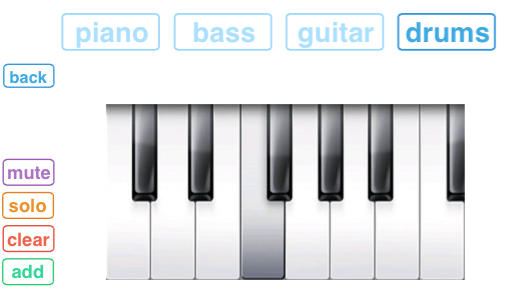 piano bass guitar drums
back
mute
solo
clear
add